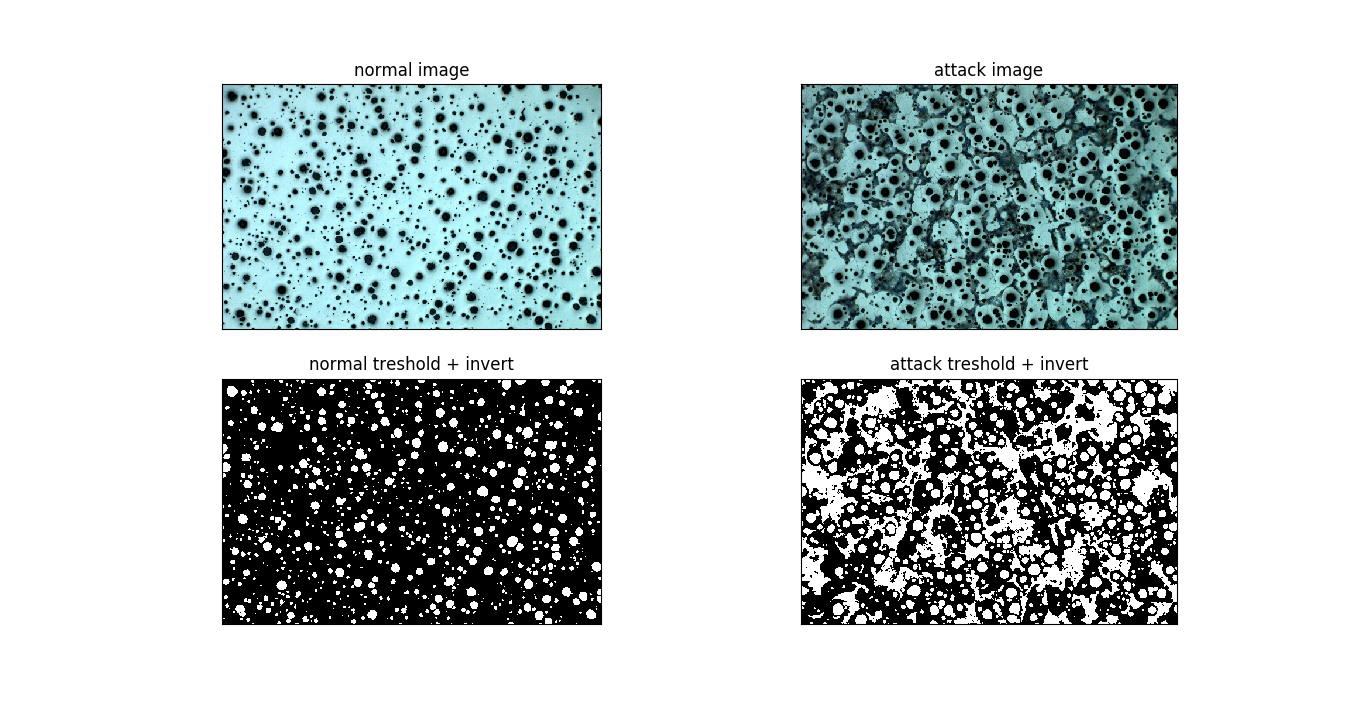 normal image
attack image
normal treshold + invert
attack treshold + invert